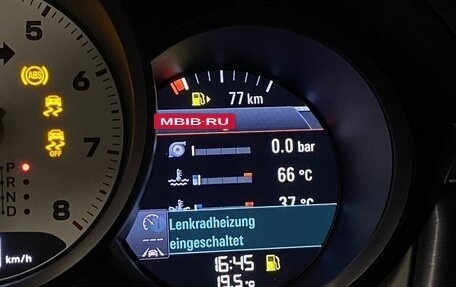 5
6
7
8
ABS
OFF
P
R
N
D
km/h
77 km
MBIB-RU
0.0 bar
66 °C
37 °C
Lenkradheizung
eingeschaltet
16:45
19.5 °C